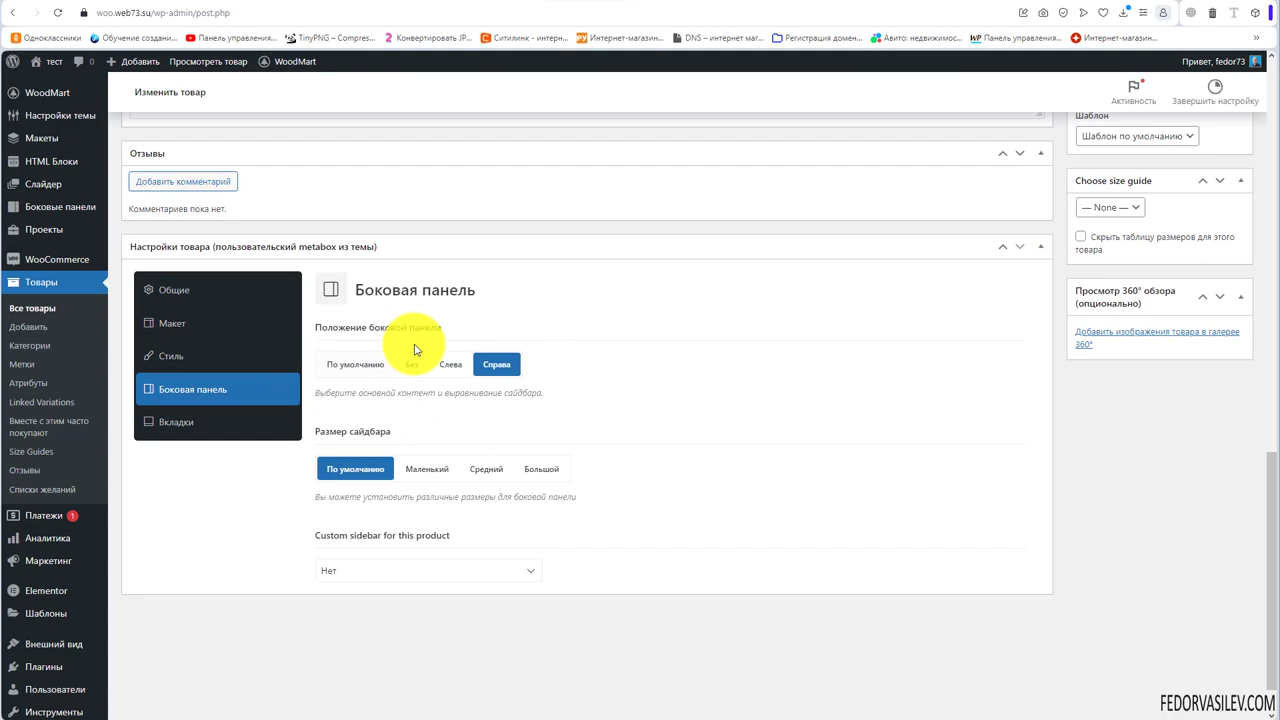 woo.web73.su/wp-admin/post.php
Одноклассники
Обучение создани...
Панель управления...
TinyPNG – Compres...
Конвертировать JP...
Ситилинк - интерн...
Интернет-магазин...
DNS – интернет маг...
Регистрация домен...
Авито: недвижимос...
Панель управления...
Интернет-магазин...
тест
0
Добавить
Просмотреть товар
WoodMart
Привет, fedor73
WoodMart
Настройки темы
Макеты
HTML Блоки
Слайдер
Боковые панели
Проекты
WooCommerce
Товары
Все товары
Добавить
Категории
Метки
Атрибуты
Linked Variations
Вместе с этим часто
покупают
Size Guides
Отзывы
Списки желаний
Платежи 1
Аналитика
Маркетинг
Elementor
Шаблоны
Внешний вид
Плагины
Пользователи
Инструменты
Изменить товар
Активность
Завершить настройку
Отзывы
Добавить комментарий
Комментариев пока нет.
Настройки товара (пользовательский metabox из темы)
Общие
Макет
Стиль
Боковая панель
Вкладки
Боковая панель
Положение боковой панели
По умолчанию
Без
Слева
Справа
Выберите основной контент и выравнивание сайдбара.
Размер сайдбара
По умолчанию
Маленький
Средний
Большой
Вы можете установить различные размеры для боковой панели
Custom sidebar for this product
Нет
Шаблон
Шаблон по умолчанию
Choose size guide
— None —
Скрыть таблицу размеров для этого
товара
Просмотр 360° обзора
(опционально)
Добавить изображения товара в галерее
360°
FEDORVASILEV.COM